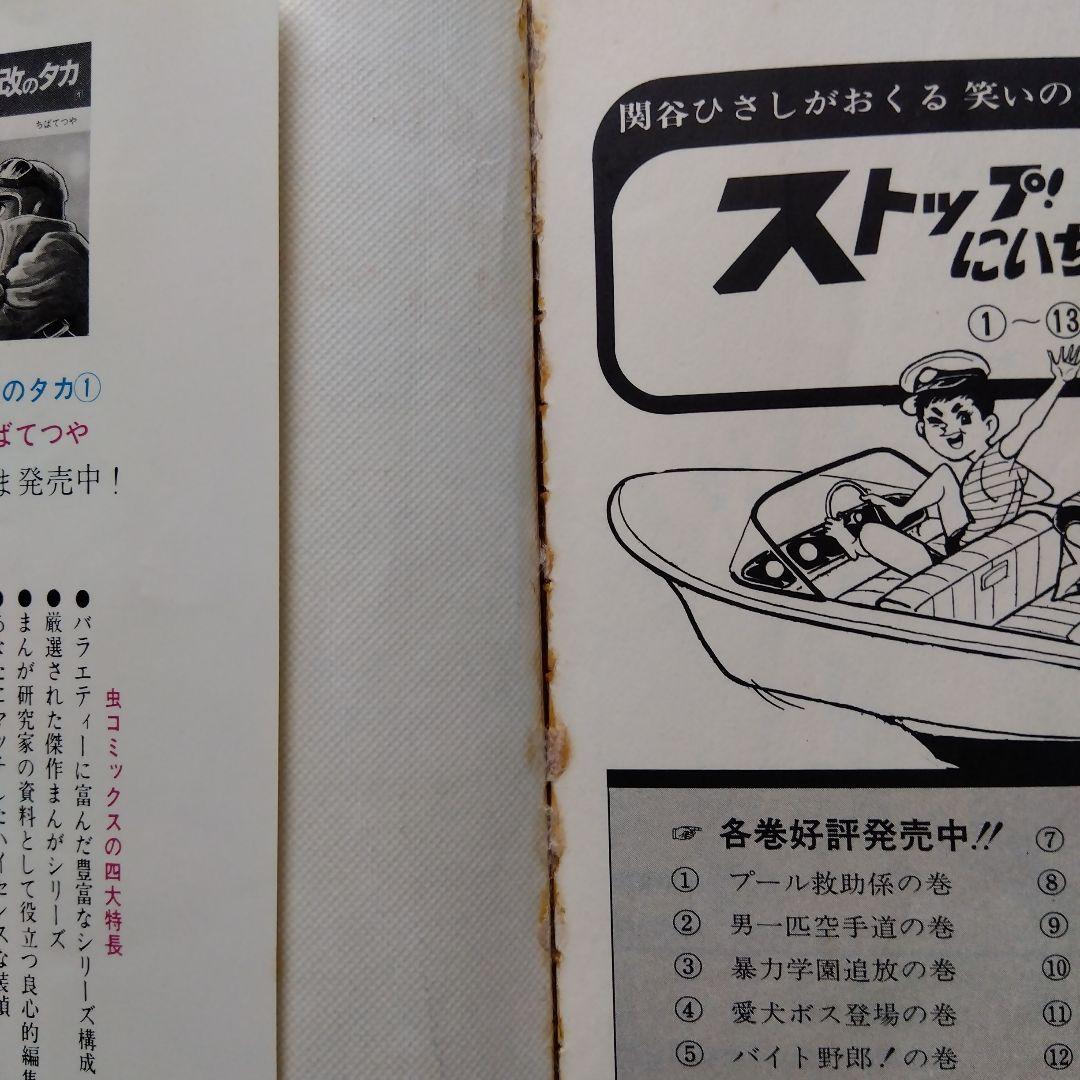 改のタカ
①
ちばてつや
のタカ①
ばてつや
ま発売中!
虫コミックスの四大特長
●バラエティーに富んだ豊富なシリーズ構成
●厳選された傑作まんがシリーズ
●まんが研究家の資料として役立つ良心的編集
関谷ひさしがおくる 笑いの
ストップ!
にいち
①〜⑬
☞ 各巻好評発売中!!
① プール救助係の巻
② 男一匹空手道の巻
③ 暴力学園追放の巻
④ 愛犬ボス登場の巻
⑤ バイト野郎!の巻
⑦
⑧
⑨
⑩
⑪
⑫